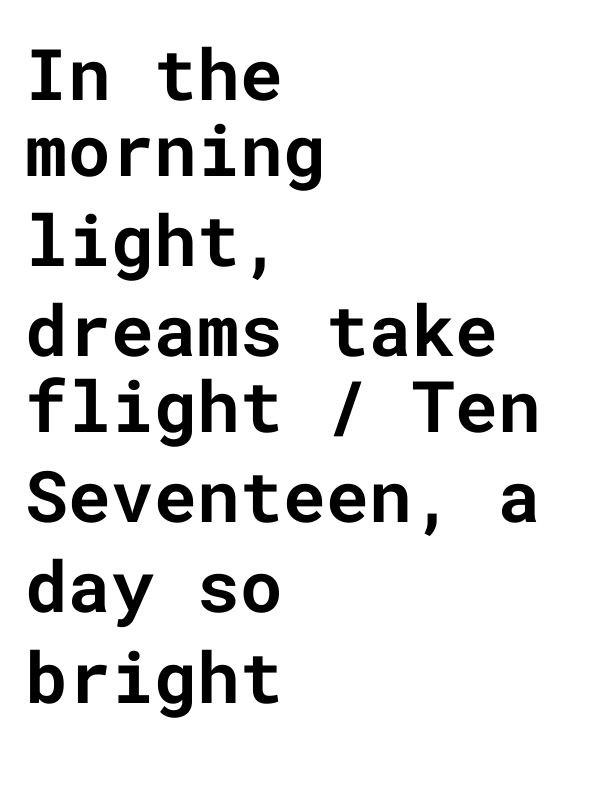 In the
morning
light,
dreams take
flight / Ten
Seventeen, a
day so
bright